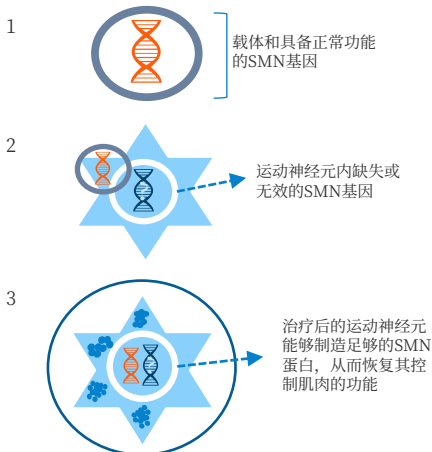 1
载体和具备正常功能
的SMN基因
2
运动神经元内缺失或
无效的SMN基因
3
治疗后的运动神经元
能够制造足够的SMN
蛋白，从而恢复其控
制肌肉的功能